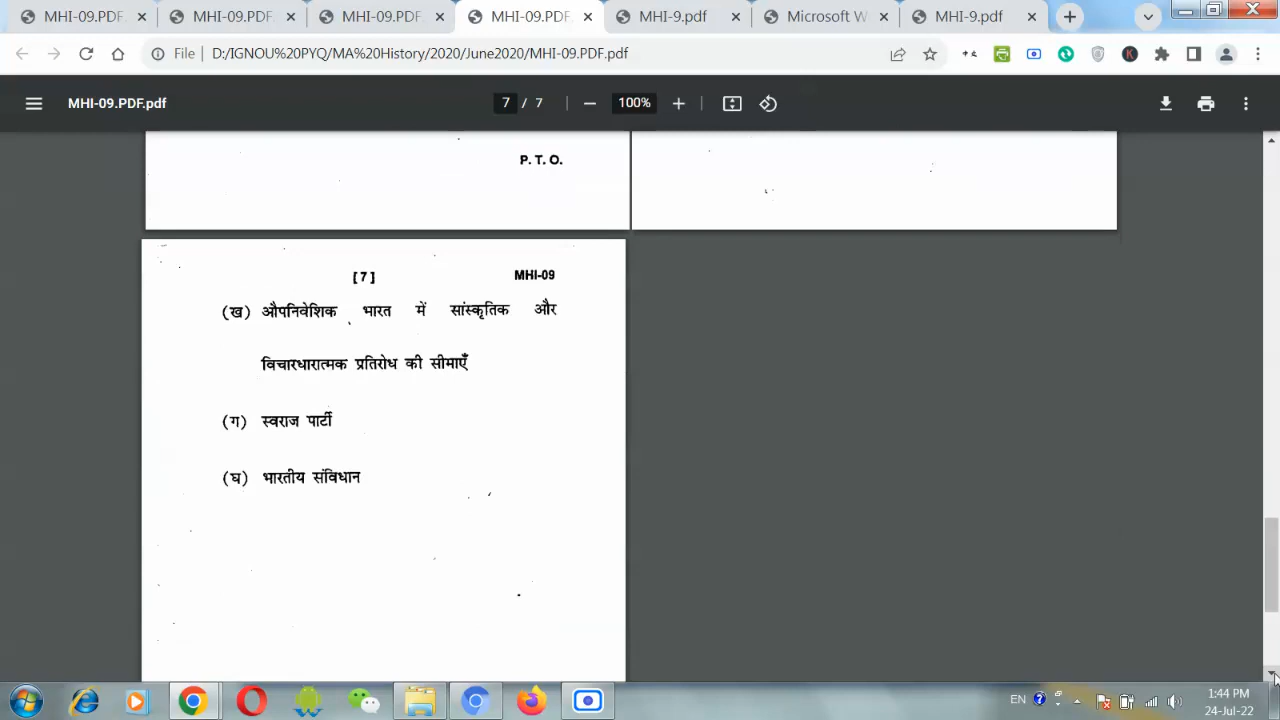 MHI-09.PDF MHI-09.PDF MHI-09.PDF MHI-09.PDF MHI-9.pdf Microsoft W MHI-9.pdf
File D:/IGNOU%20PYO/MA%20History/2020/June2020/MHI-09.PDF.pdf
MHI-09.PDF.pdf 7 / 7 100%
P. T. O.
[ 7 ] MHI-09
(ख) औपनिवेशिक भारत में सांस्कृतिक और
विचारधारात्मक प्रतिरोध की सीमाएँ
(ग) स्वराज पार्टी
(घ) भारतीय संविधान
EN 1:44 PM
24-Jul-22